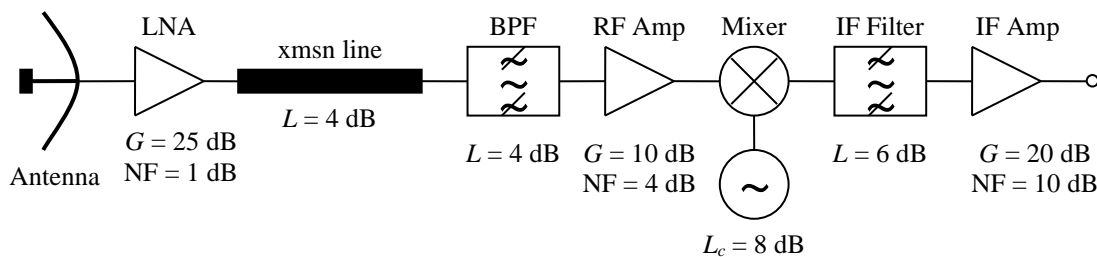 LNA
xmsn line
BPF
RF Amp
Mixer
IF Filter
IF Amp
Antenna
G = 25 dB
NF = 1 dB
L = 4 dB
L = 4 dB
G = 10 dB
NF = 4 dB
~
L_c = 8 dB
L = 6 dB
G = 20 dB
NF = 10 dB